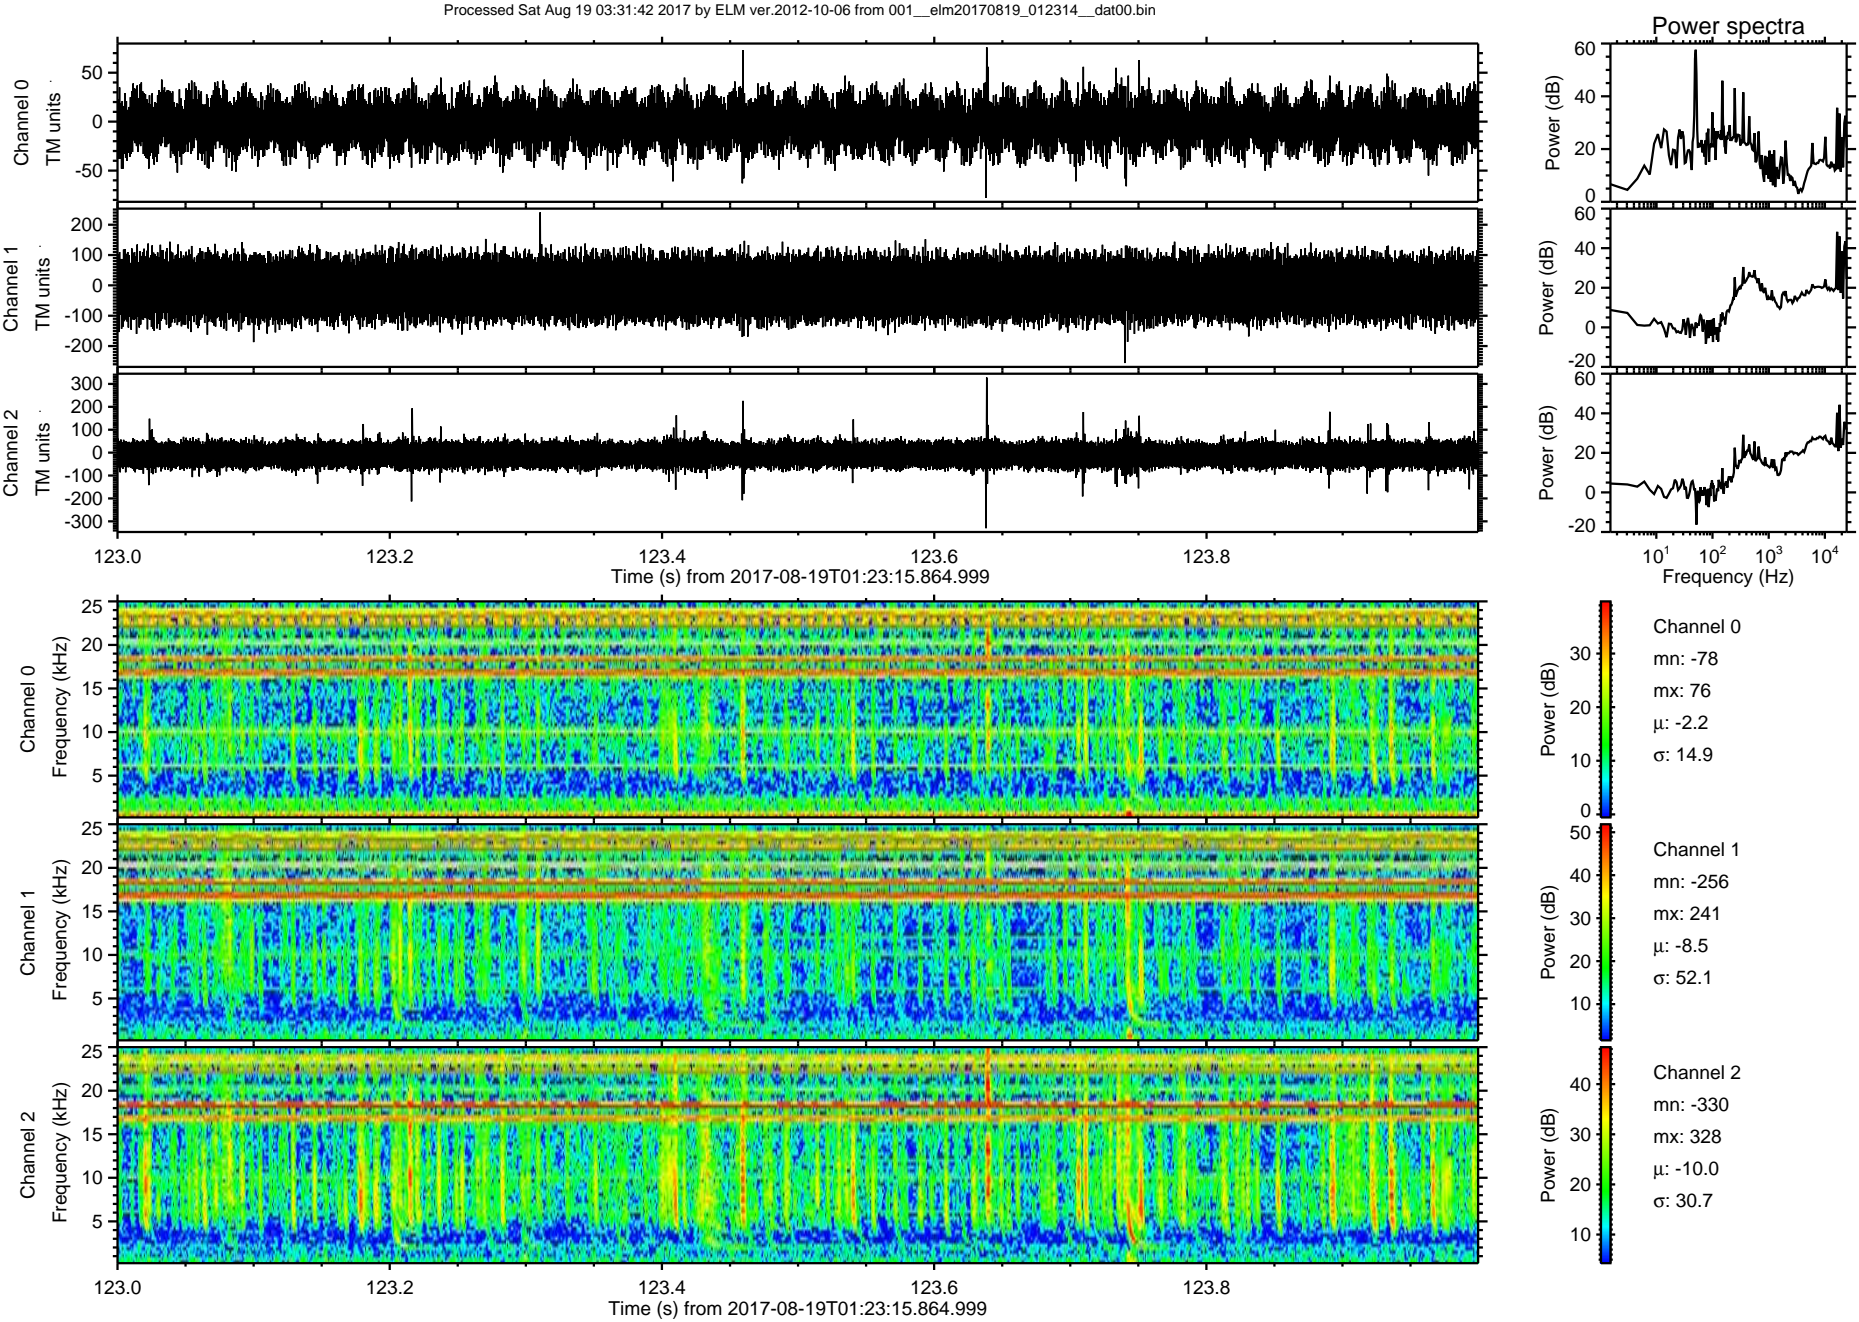 Processed Sat Aug 19 03:31:42 2017 by ELM ver.2012-10-06 from 001__elm20170819_012314__dat00.bin
Power spectra
Channel 0
TM units
50
0
-50
Power (dB)
60
40
20
0
Channel 1
TM units
200
100
0
-100
-200
Power (dB)
60
40
20
0
-20
Channel 2
TM units
300
200
100
0
-100
-200
-300
Power (dB)
60
40
20
0
-20
123.0 123.2 123.4 123.6 123.8
Time (s) from 2017-08-19T01:23:15.864.999
10¹ 10² 10³ 10⁴
Frequency (Hz)
Channel 0
Frequency (kHz)
25
20
15
10
5
Power (dB)
30
20
10
0
Channel 0
mn: -78
mx: 76
μ: -2.2
σ: 14.9
Channel 1
Frequency (kHz)
25
20
15
10
5
Power (dB)
50
40
30
20
10
Channel 1
mn: -256
mx: 241
μ: -8.5
σ: 52.1
Channel 2
Frequency (kHz)
25
20
15
10
5
Power (dB)
40
30
20
10
Channel 2
mn: -330
mx: 328
μ: -10.0
σ: 30.7
123.0 123.2 123.4 123.6 123.8
Time (s) from 2017-08-19T01:23:15.864.999